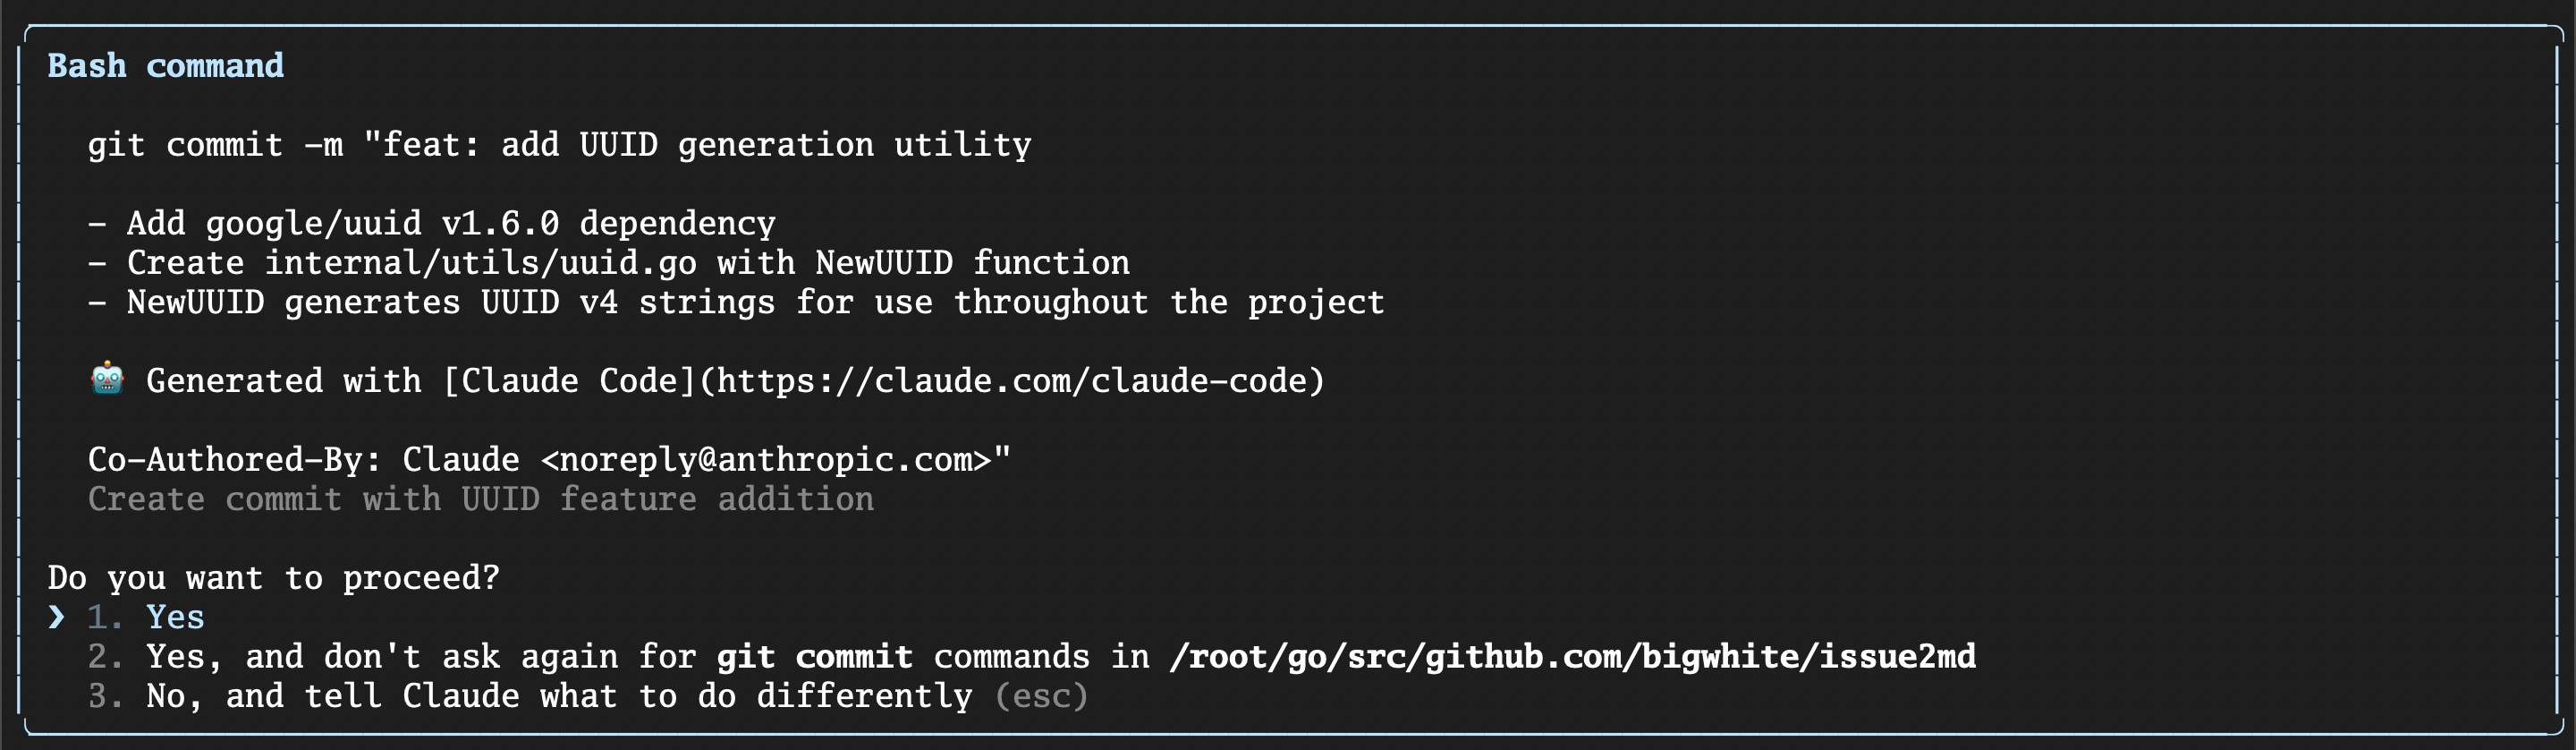 Bash command
git commit -m "feat: add UUID generation utility
- Add google/uuid v1.6.0 dependency
- Create internal/utils/uuid.go with NewUUID function
- NewUUID generates UUID v4 strings for use throughout the project
🤖 Generated with [Claude Code](https://claude.com/claude-code)
Co-Authored-By: Claude <noreply@anthropic.com>"
Create commit with UUID feature addition
Do you want to proceed?
❯ 1. Yes
2. Yes, and don't ask again for git commit commands in /root/go/src/github.com/bigwhite/issue2md
3. No, and tell Claude what to do differently (esc)